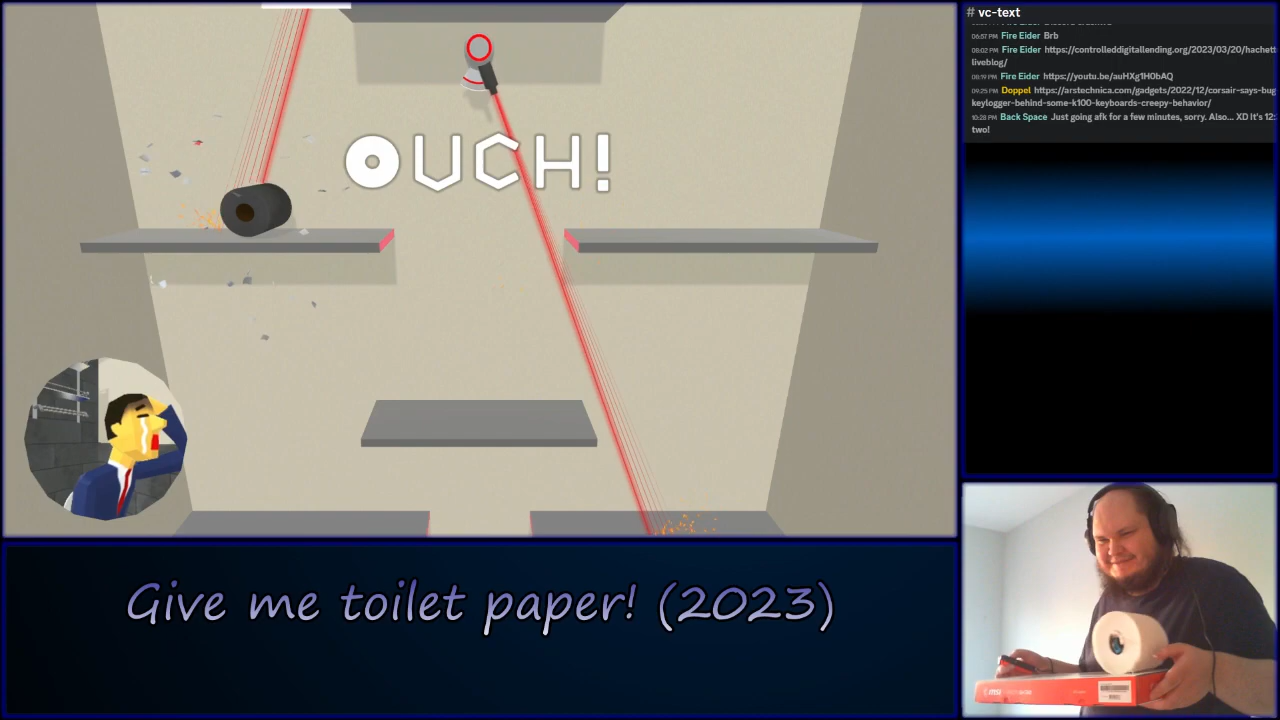 OUCH!
Give me toilet paper! (2023)
# vc-text
06:57 PM Fire Eider Brb
08:02 PM Fire Eider https://controlleddigitallending.org/2023/03/20/hachett
liveblog/
08:19 PM Fire Eider https://youtu.be/auHXg1H0bAQ
09:25 PM Doppel https://arstechnica.com/gadgets/2022/12/corsair-says-bug
keylogger-behind-some-k100-keyboards-creepy-behavior/
10:28 PM Back Space Just going afk for a few minutes, sorry. Also... XD It's 12:
two!